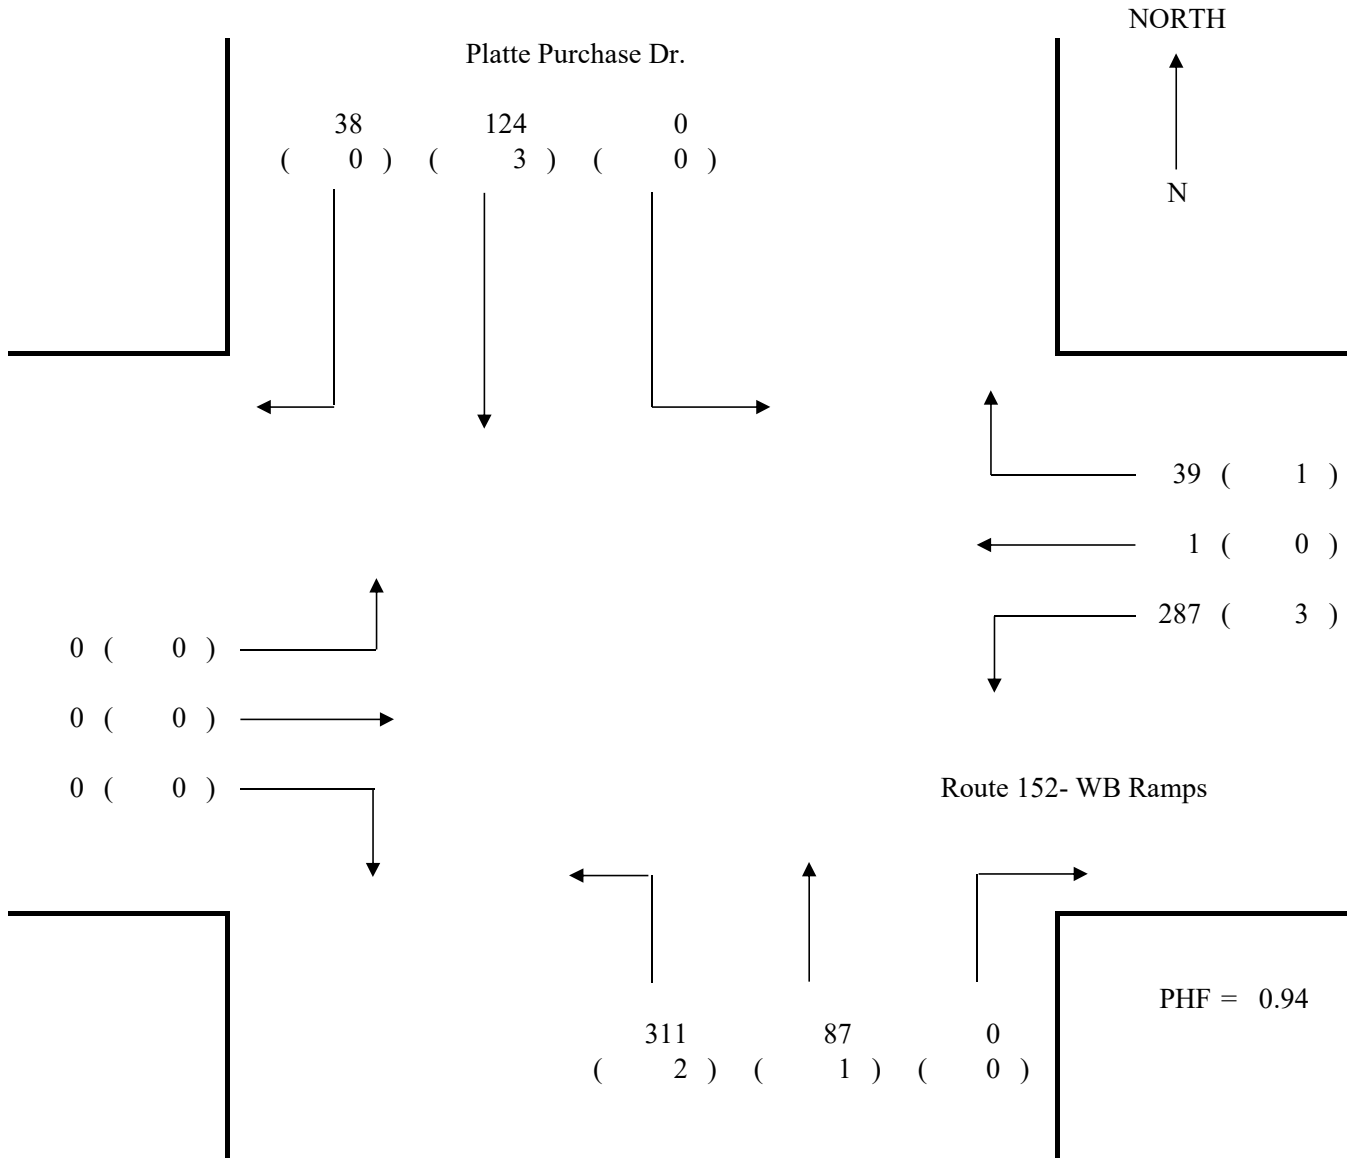 NORTH
Platte Purchase Dr.
38 124 0
( 0 ) ( 3 ) ( 0 )
N
39 ( 1 )
1 ( 0 )
287 ( 3 )
0 ( 0 )
0 ( 0 )
0 ( 0 )
Route 152- WB Ramps
PHF = 0.94
311 87 0
( 2 ) ( 1 ) ( 0 )